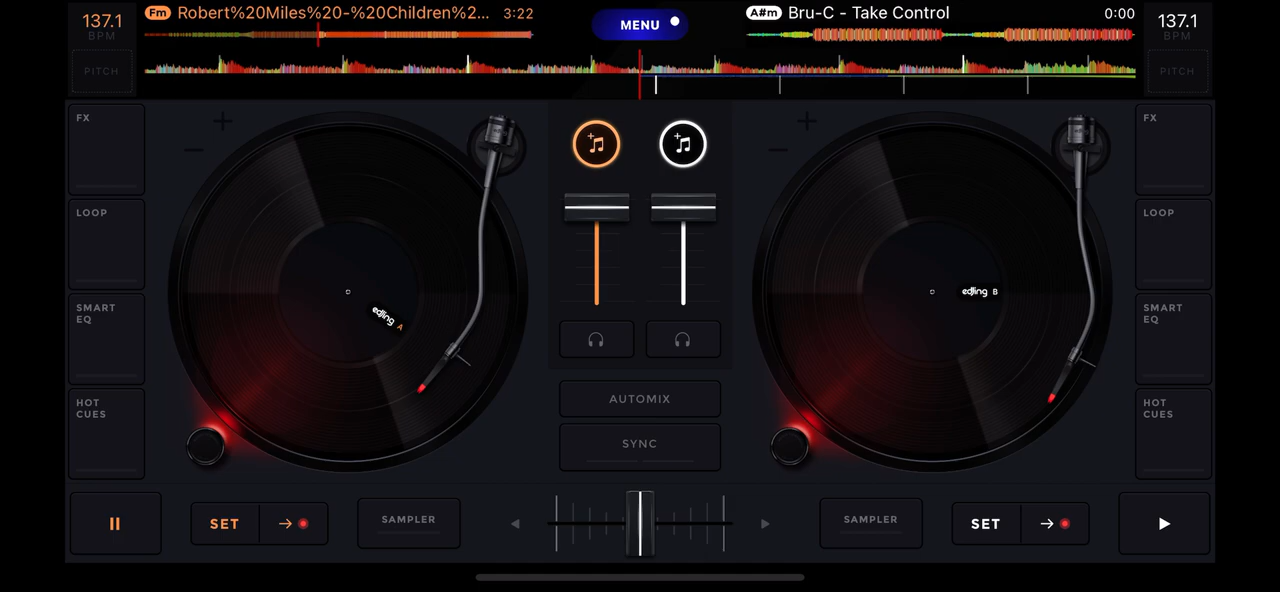 137.1
BPM
PITCH
Fm Robert%20Miles%20-%20Children%2... 3:22
MENU
A#m Bru-C - Take Control 0:00
137.1
BPM
PITCH
FX
LOOP
SMART
EQ
HOT
CUES
edjing A
edjing B
FX
LOOP
SMART
EQ
HOT
CUES
AUTOMIX
SYNC
SET
SAMPLER
SAMPLER
SET